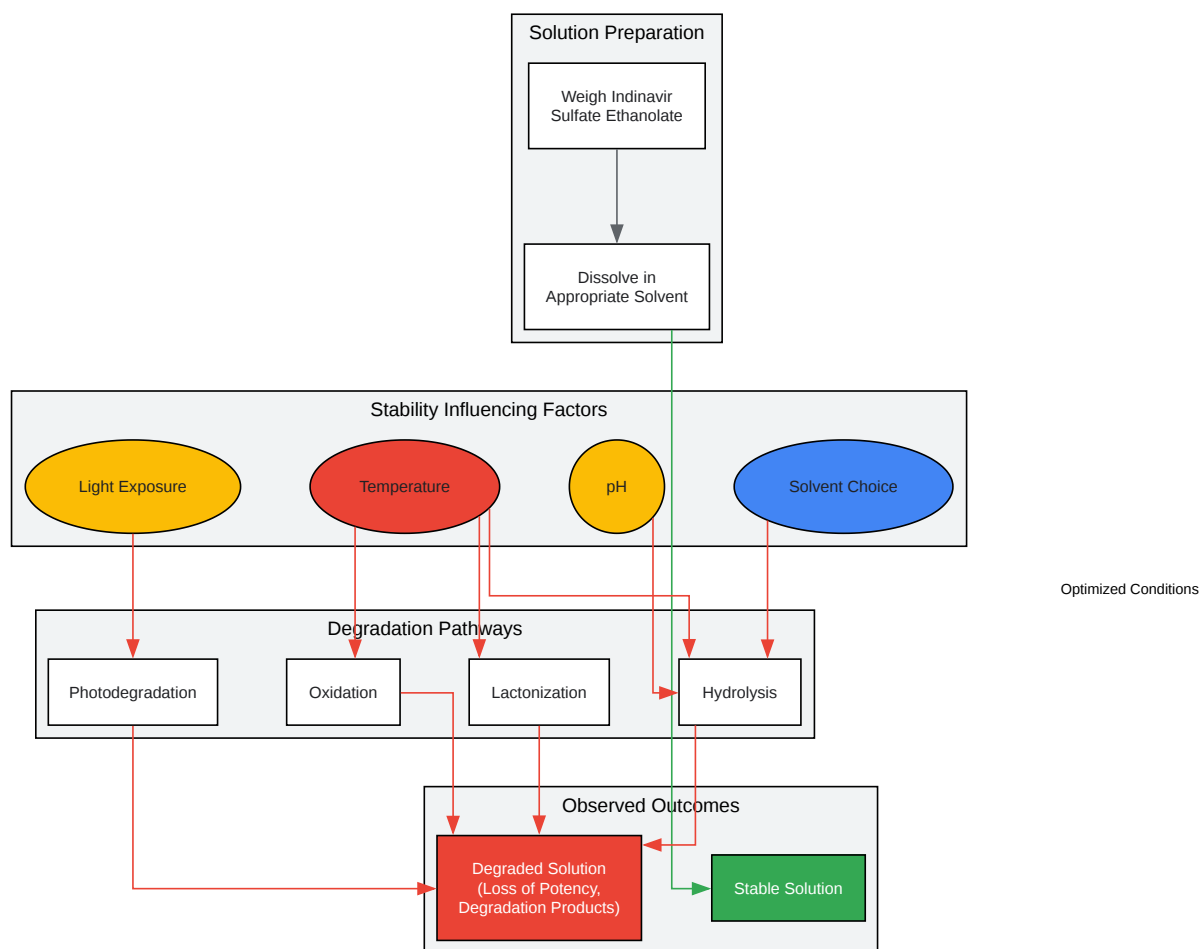 Solution Preparation
Weigh Indinavir
Sulfate Ethanolate
Dissolve in
Appropriate Solvent
Stability Influencing Factors
Light Exposure
Temperature
pH
Solvent Choice
Optimized Conditions
Degradation Pathways
Photodegradation
Oxidation
Lactonization
Hydrolysis
Observed Outcomes
Degraded Solution
(Loss of Potency,
Degradation Products)
Stable Solution